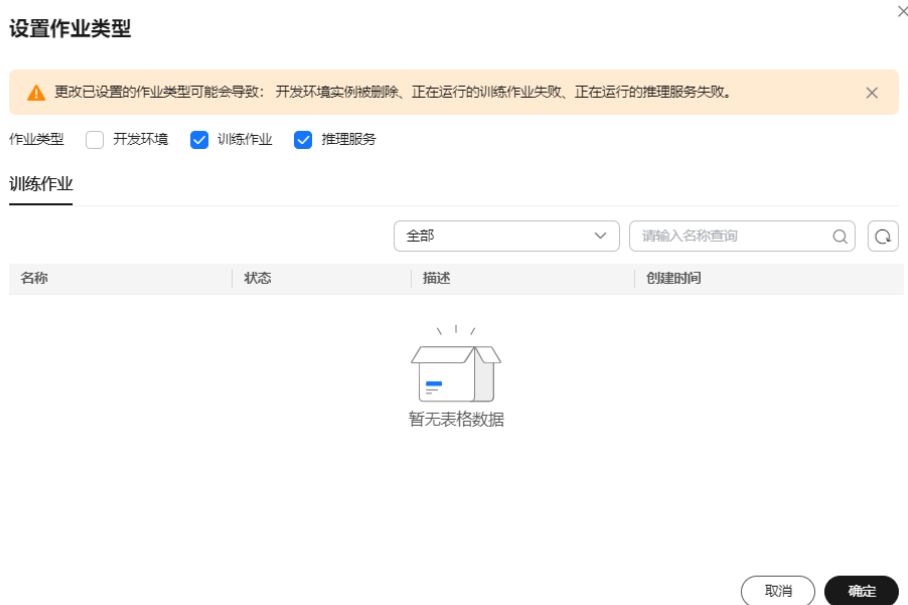 设置作业类型
更改已设置的作业类型可能会导致： 开发环境实例被删除、正在运行的训练作业失败、正在运行的推理服务失败。
作业类型 开发环境 训练作业 推理服务
训练作业
全部 请输入名称查询
名称 状态 描述 创建时间
暂无表格数据
取消 确定